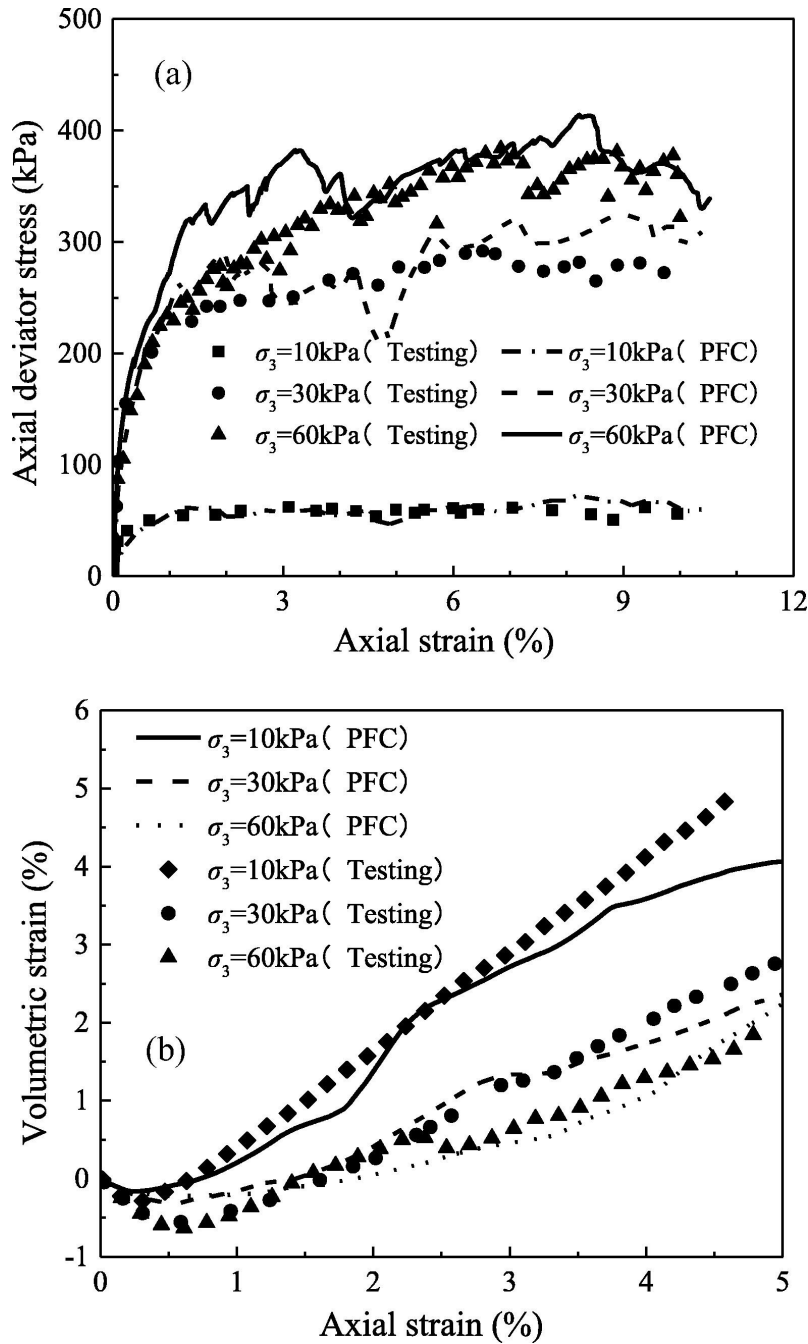 500
400
300
200
100
0
Axial deviator stress (kPa)
(a)
σ3=10kPa( Testing) σ3=10kPa( PFC)
σ3=30kPa( Testing) σ3=30kPa( PFC)
σ3=60kPa( Testing) σ3=60kPa( PFC)
0 3 6 9 12
Axial strain (%)
6
5
4
3
2
1
0
-1
Volumetric strain (%)
σ3=10kPa( PFC)
σ3=30kPa( PFC)
σ3=60kPa( PFC)
σ3=10kPa( Testing)
σ3=30kPa( Testing)
σ3=60kPa( Testing)
(b)
0 1 2 3 4 5
Axial strain (%)